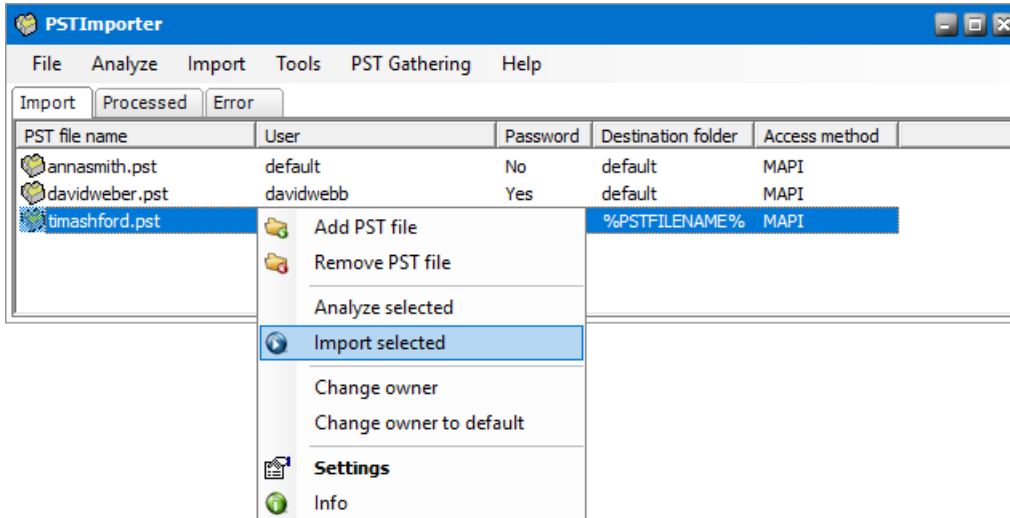 PSTImporter
File Analyze Import Tools PST Gathering Help
Import Processed Error
PST file name User Password Destination folder Access method
annasmith.pst default No default MAPI
davidweber.pst davidwebb Yes default MAPI
timashford.pst %PSTFILENAME% MAPI
Add PST file
Remove PST file
Analyze selected
Import selected
Change owner
Change owner to default
Settings
Info